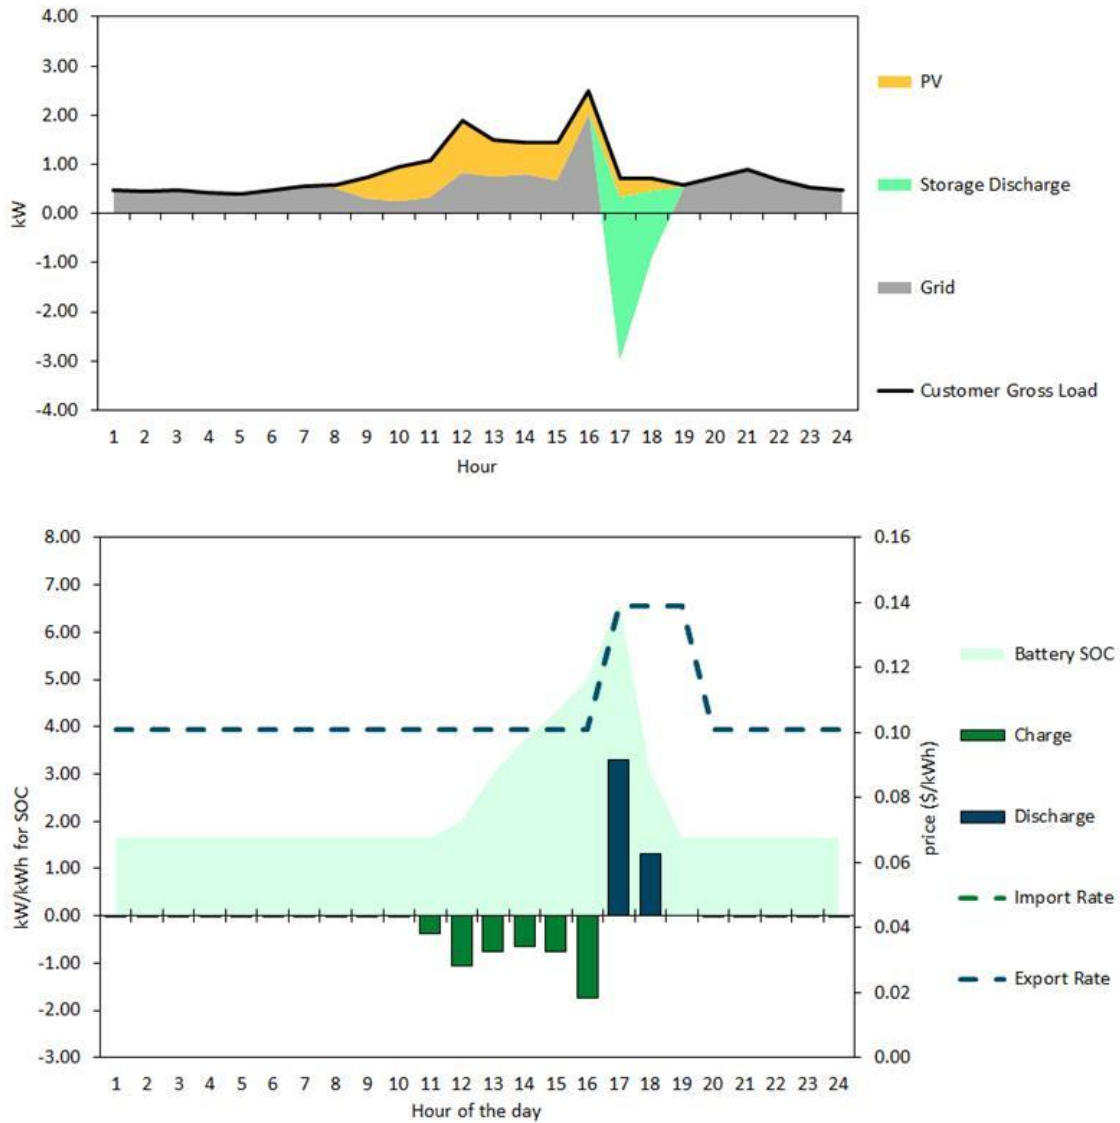 4.00
3.00
2.00
1.00
0.00
-1.00
-2.00
-3.00
-4.00
kW
1 2 3 4 5 6 7 8 9 10 11 12 13 14 15 16 17 18 19 20 21 22 23 24
Hour
PV
Storage Discharge
Grid
Customer Gross Load
8.00
7.00
6.00
5.00
4.00
3.00
2.00
1.00
0.00
-1.00
-2.00
-3.00
kW/kWh for SOC
0.16
0.14
0.12
0.10
0.08
0.06
0.04
0.02
0.00
price ($/kWh)
1 2 3 4 5 6 7 8 9 10 11 12 13 14 15 16 17 18 19 20 21 22 23 24
Hour of the day
Battery SOC
Charge
Discharge
Import Rate
Export Rate